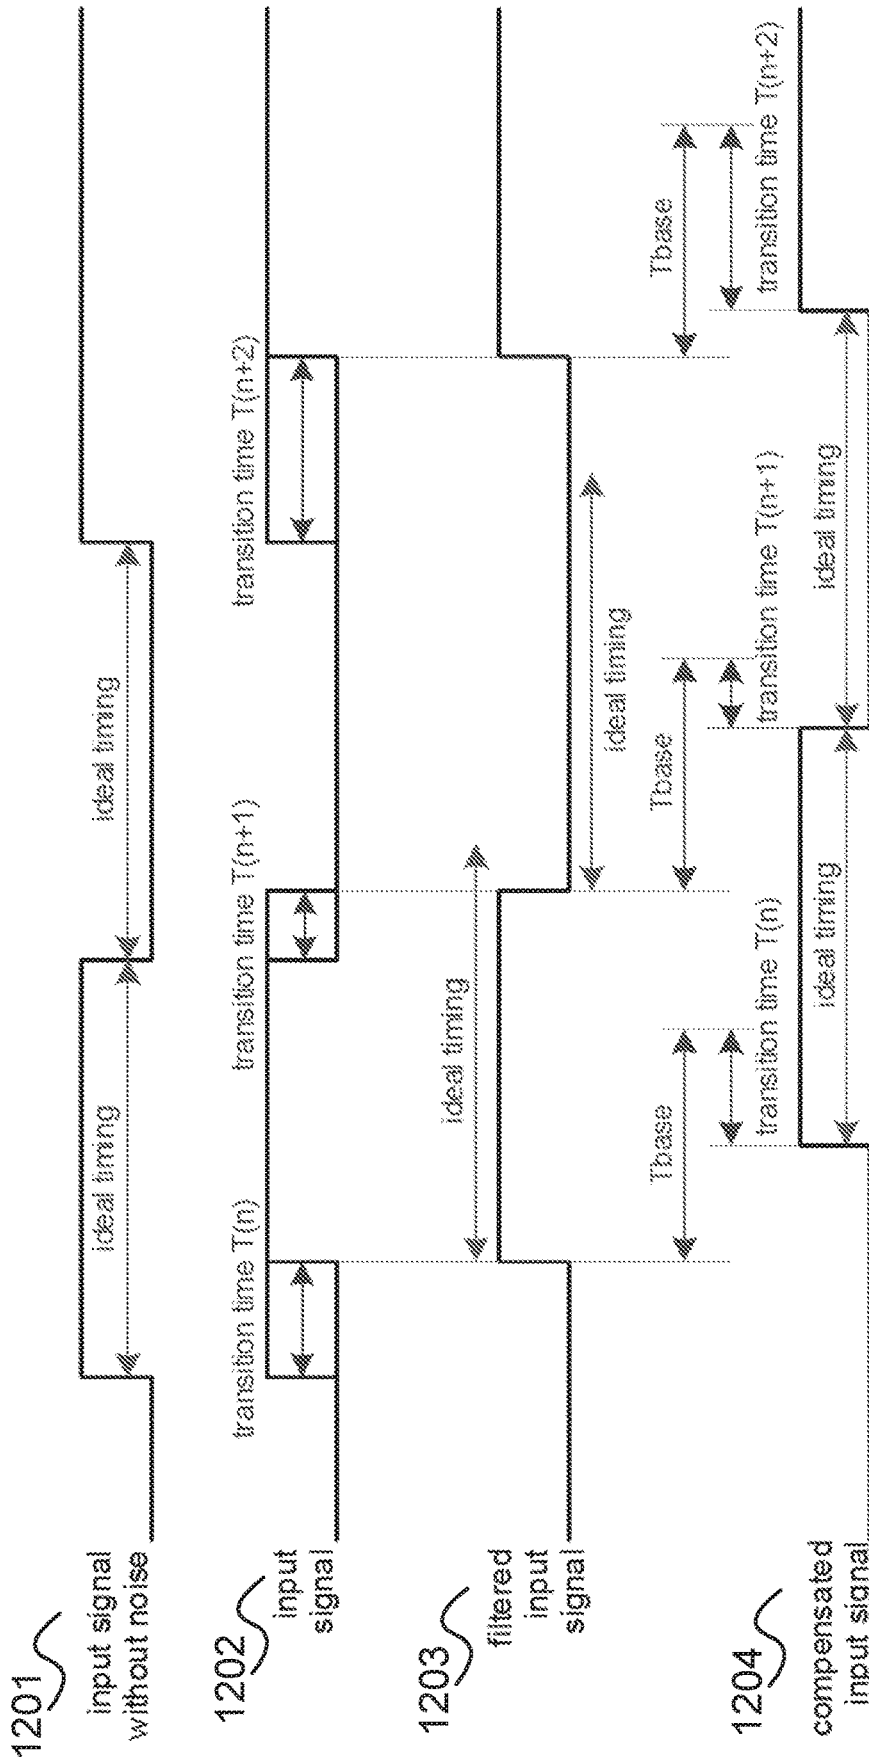 1201
input signal
without noise
ideal timing
ideal timing
1202
input
signal
transition time T(n)
transition time T(n+1)
transition time T(n+2)
1203
filtered
input
signal
ideal timing
ideal timing
Tbase
Tbase
Tbase
transition time T(n)
transition time T(n+1)
transition time T(n+2)
1204
compensated
input signal
ideal timing
ideal timing